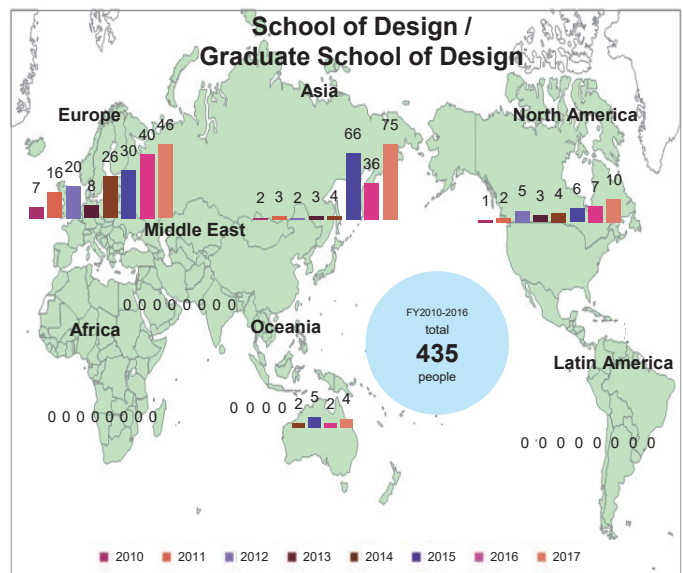 School of Design /
Graduate School of Design
Asia
Europe
North America
7 16 20 8 26 30 40 46
2 3 2 3 4 66 36 75
1 2 5 3 4 6 7 10
Middle East
0 0 0 0 0 0 0 0
Africa
Oceania
FY2010-2016
total
435
people
Latin America
0 0 0 0 0 0 0 0
0 0 0 0 2 5 2 4
0 0 0 0 0 0 0 0
2010 2011 2012 2013 2014 2015 2016 2017